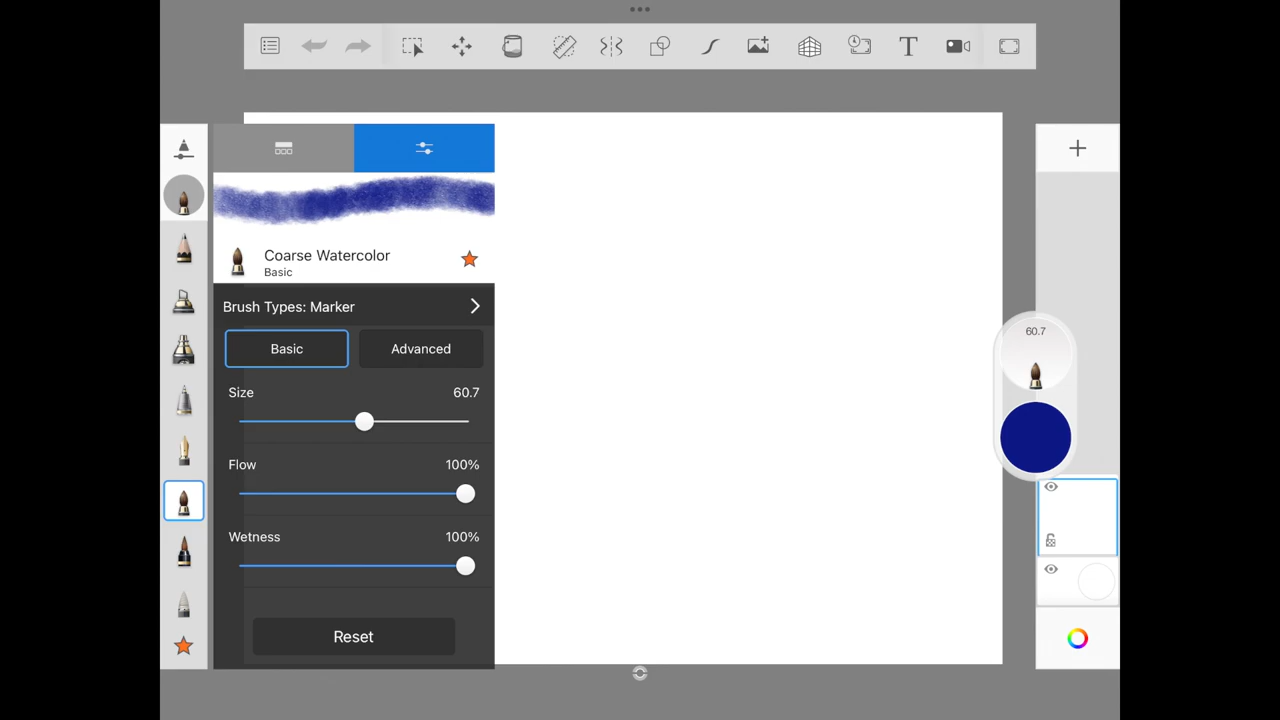 T
Coarse Watercolor
Basic
Brush Types: Marker
Basic
Advanced
Size
60.7
Flow
100%
Wetness
100%
Reset
60.7